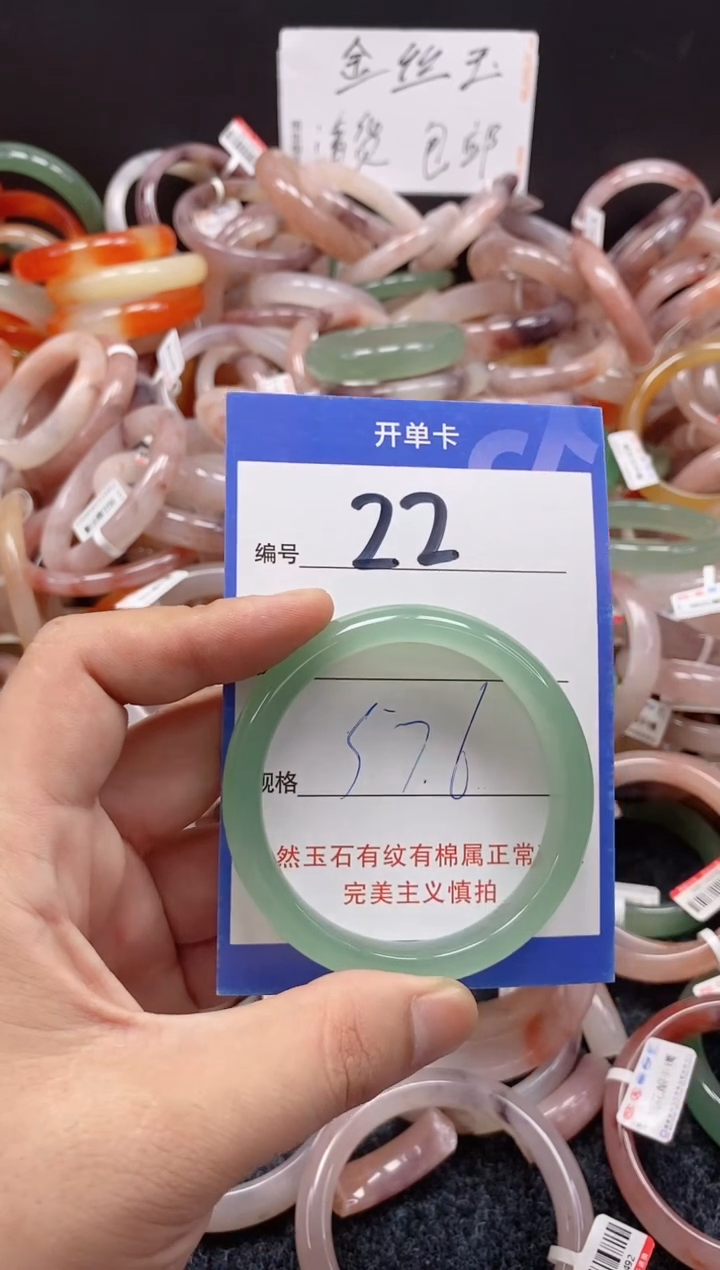 金丝玉
清货 包邮
开单卡
编号 22
规格 57.6
然玉石有纹有棉属正常
完美主义慎拍